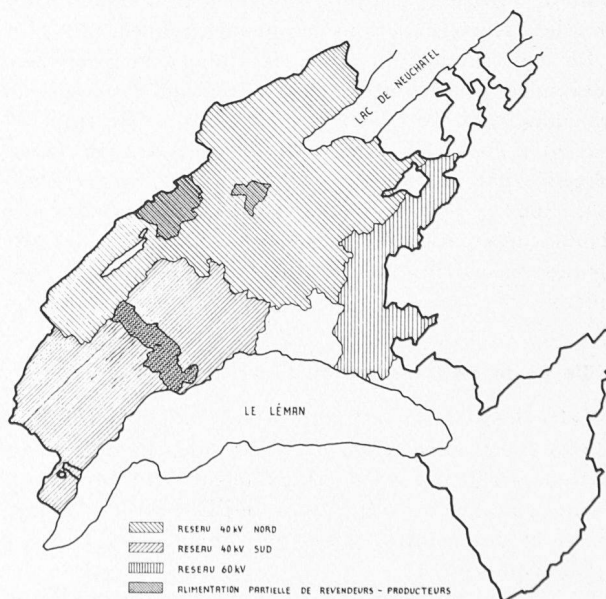 LAC DE NEUCHATEL
LE LÉMAN
RESEAU 40 kV NORD
RESEAU 40 kV SUD
RESEAU 60 kV
ALIMENTATION PARTIELLE DE REVENDEURS - PRODUCTEURS